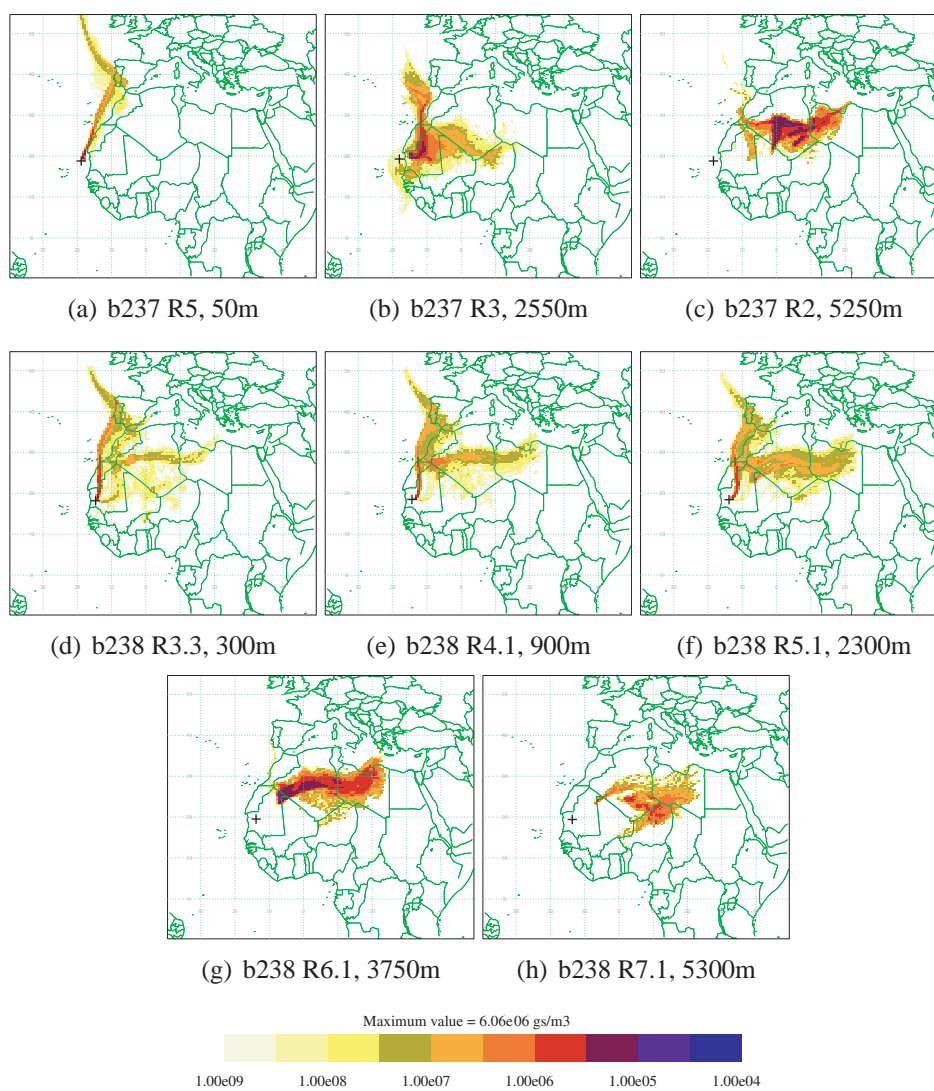 (a) b237 R5, 50m
(b) b237 R3, 2550m
(c) b237 R2, 5250m
(d) b238 R3.3, 300m
(e) b238 R4.1, 900m
(f) b238 R5.1, 2300m
(g) b238 R6.1, 3750m
(h) b238 R7.1, 5300m
Maximum value = 6.06e06 gs/m3
1.00e09 1.00e08 1.00e07 1.00e06 1.00e05 1.00e04